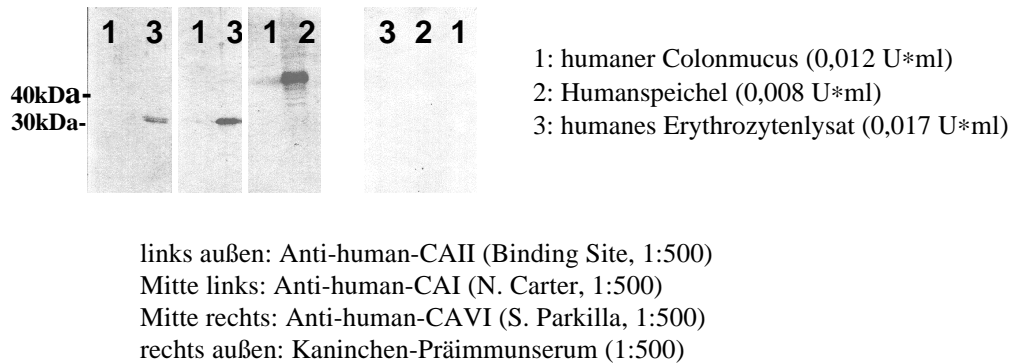 1 3 1 3 1 2 3 2 1
40kDa-
30kDa-
1: humaner Colonmucus (0,012 U*ml)
2: Humanspeichel (0,008 U*ml)
3: humanes Erythrozytenlysat (0,017 U*ml)
links außen: Anti-human-CAII (Binding Site, 1:500)
Mitte links: Anti-human-CAI (N. Carter, 1:500)
Mitte rechts: Anti-human-CAVI (S. Parkilla, 1:500)
rechts außen: Kaninchen-Präimmunserum (1:500)